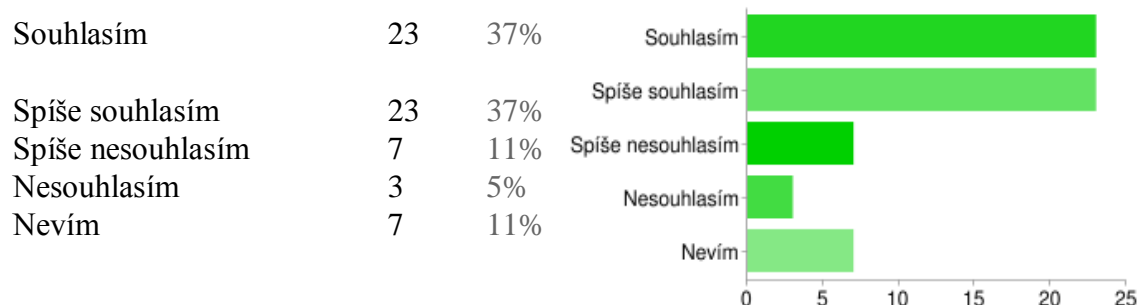 Souhlasím 23 37%
Spíše souhlasím 23 37%
Spíše nesouhlasím 7 11%
Nesouhlasím 3 5%
Nevím 7 11%
Souhlasím
Spíše souhlasím
Spíše nesouhlasím
Nesouhlasím
Nevím
0 5 10 15 20 25